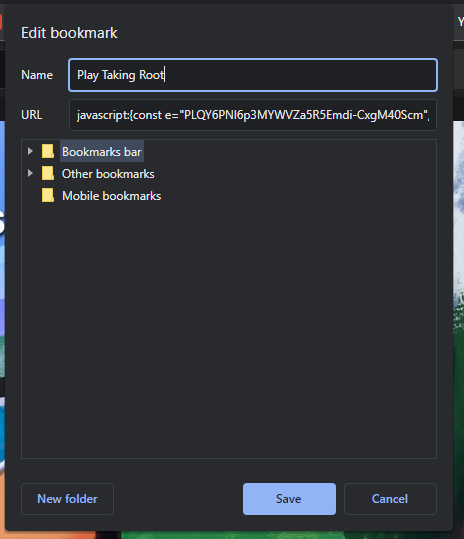 Edit bookmark
Name Play Taking Root
URL javascript:{const e="PLQY6PNI6p3MYWVZa5R5Emdi-CxgM40Scm",
Bookmarks bar
Other bookmarks
Mobile bookmarks
New folder Save Cancel